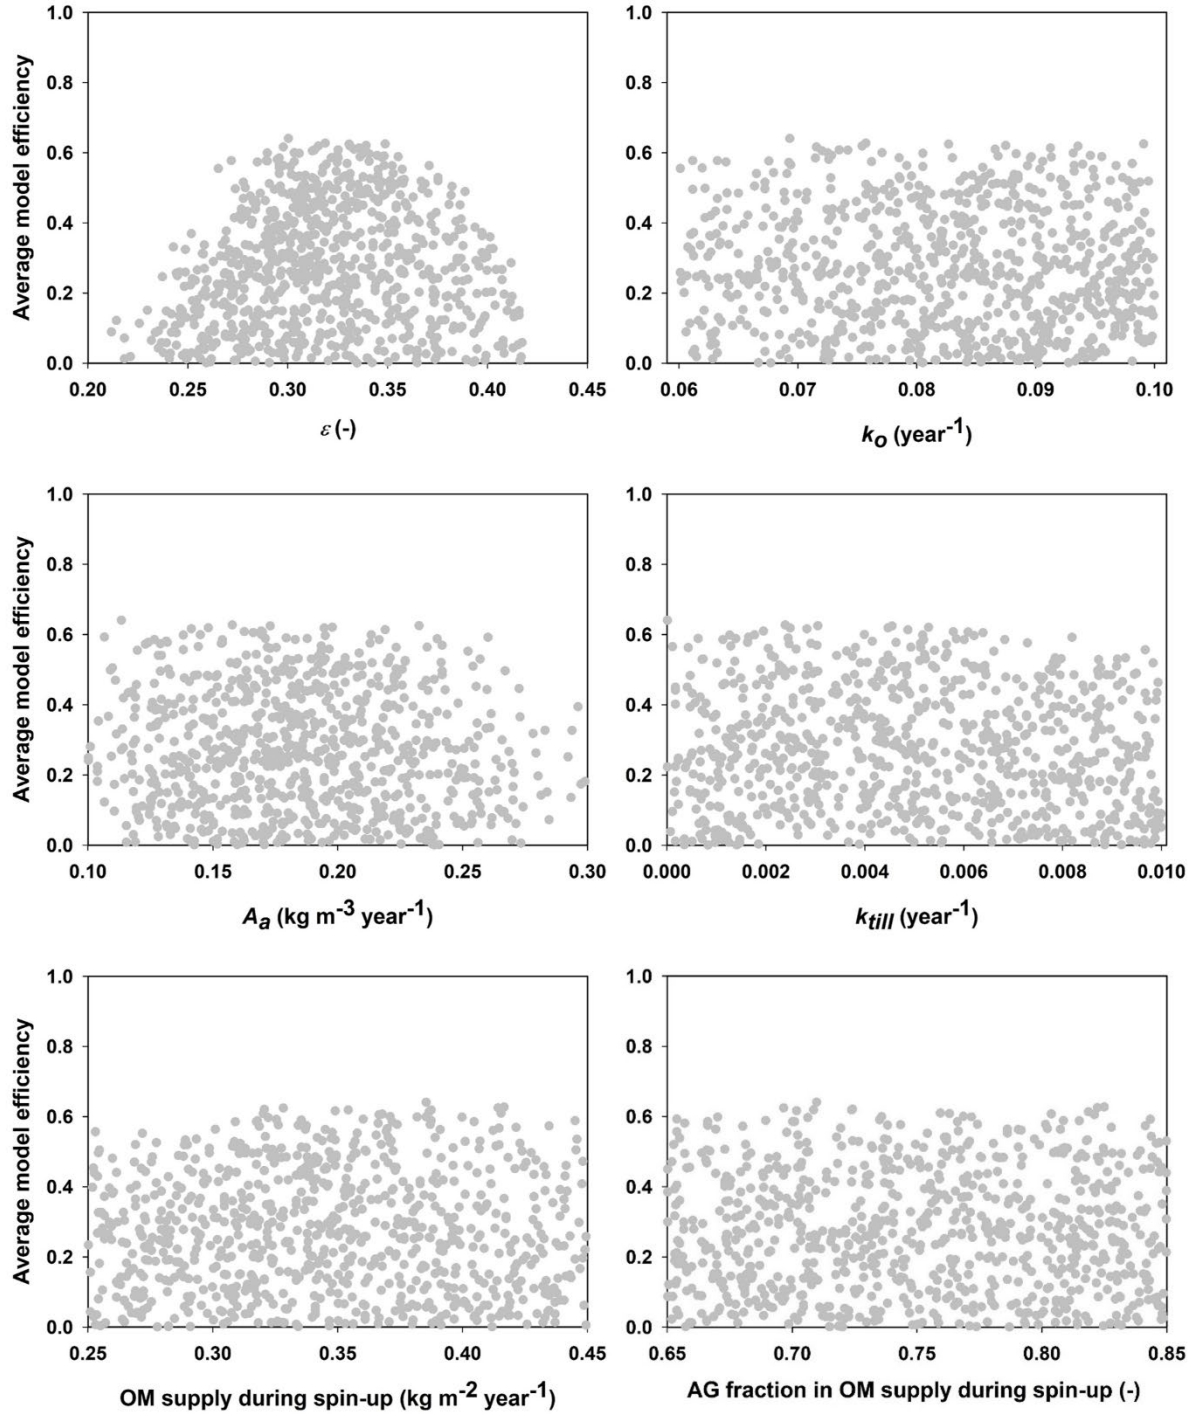 Average model efficiency
1.0
0.8
0.6
0.4
0.2
0.0
0.20 0.25 0.30 0.35 0.40 0.45
ε (-)
1.0
0.8
0.6
0.4
0.2
0.0
0.06 0.07 0.08 0.09 0.10
kₒ (year⁻¹)
Average model efficiency
1.0
0.8
0.6
0.4
0.2
0.0
0.10 0.15 0.20 0.25 0.30
Aₐ (kg m⁻³ year⁻¹)
1.0
0.8
0.6
0.4
0.2
0.0
0.000 0.002 0.004 0.006 0.008 0.010
k_till (year⁻¹)
Average model efficiency
1.0
0.8
0.6
0.4
0.2
0.0
0.25 0.30 0.35 0.40 0.45
OM supply during spin-up (kg m⁻² year⁻¹)
1.0
0.8
0.6
0.4
0.2
0.0
0.65 0.70 0.75 0.80 0.85
AG fraction in OM supply during spin-up (-)